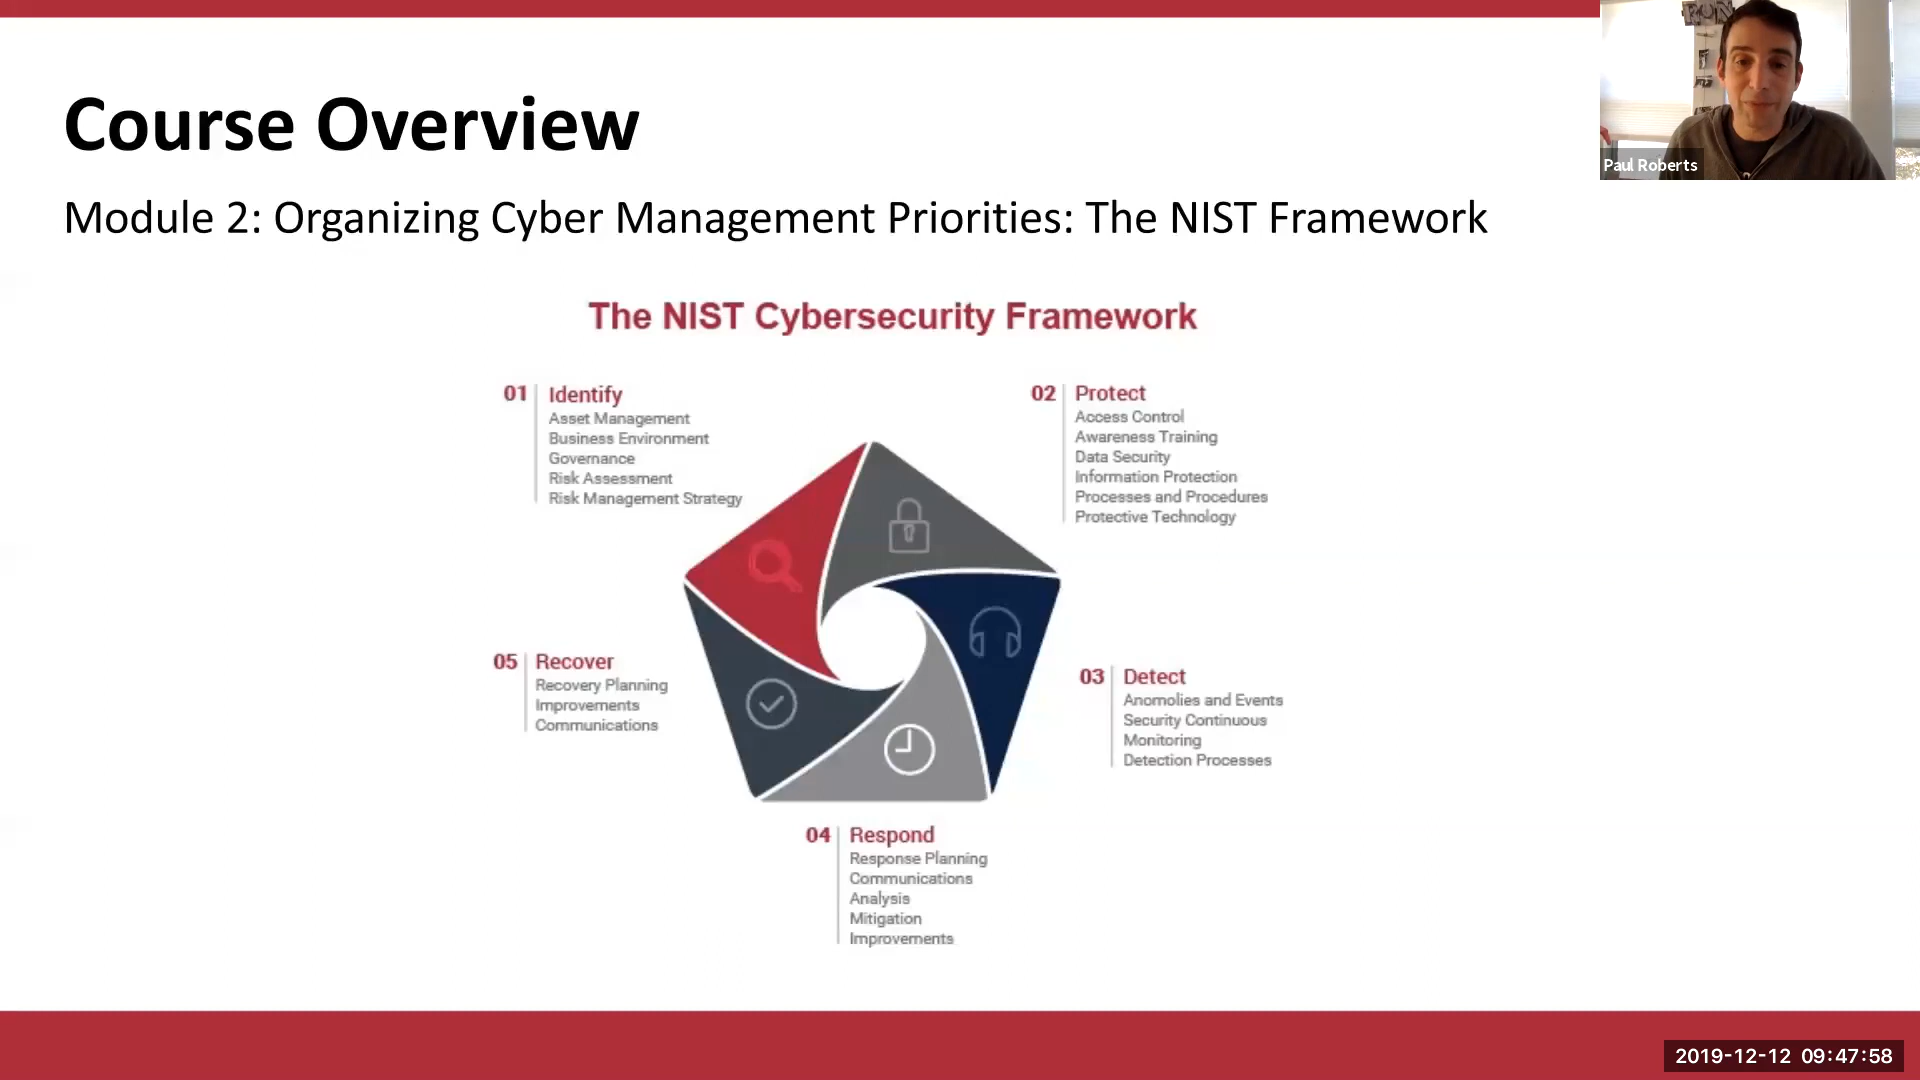 Course Overview
Module 2: Organizing Cyber Management Priorities: The NIST Framework
The NIST Cybersecurity Framework
01 Identify
Asset Management
Business Environment
Governance
Risk Assessment
Risk Management Strategy
02 Protect
Access Control
Awareness Training
Data Security
Information Protection
Processes and Procedures
Protective Technology
03 Detect
Anomolies and Events
Security Continuous
Monitoring
Detection Processes
04 Respond
Response Planning
Communications
Analysis
Mitigation
Improvements
05 Recover
Recovery Planning
Improvements
Communications
RUN
Paul Roberts
2019-12-12 09:47:58